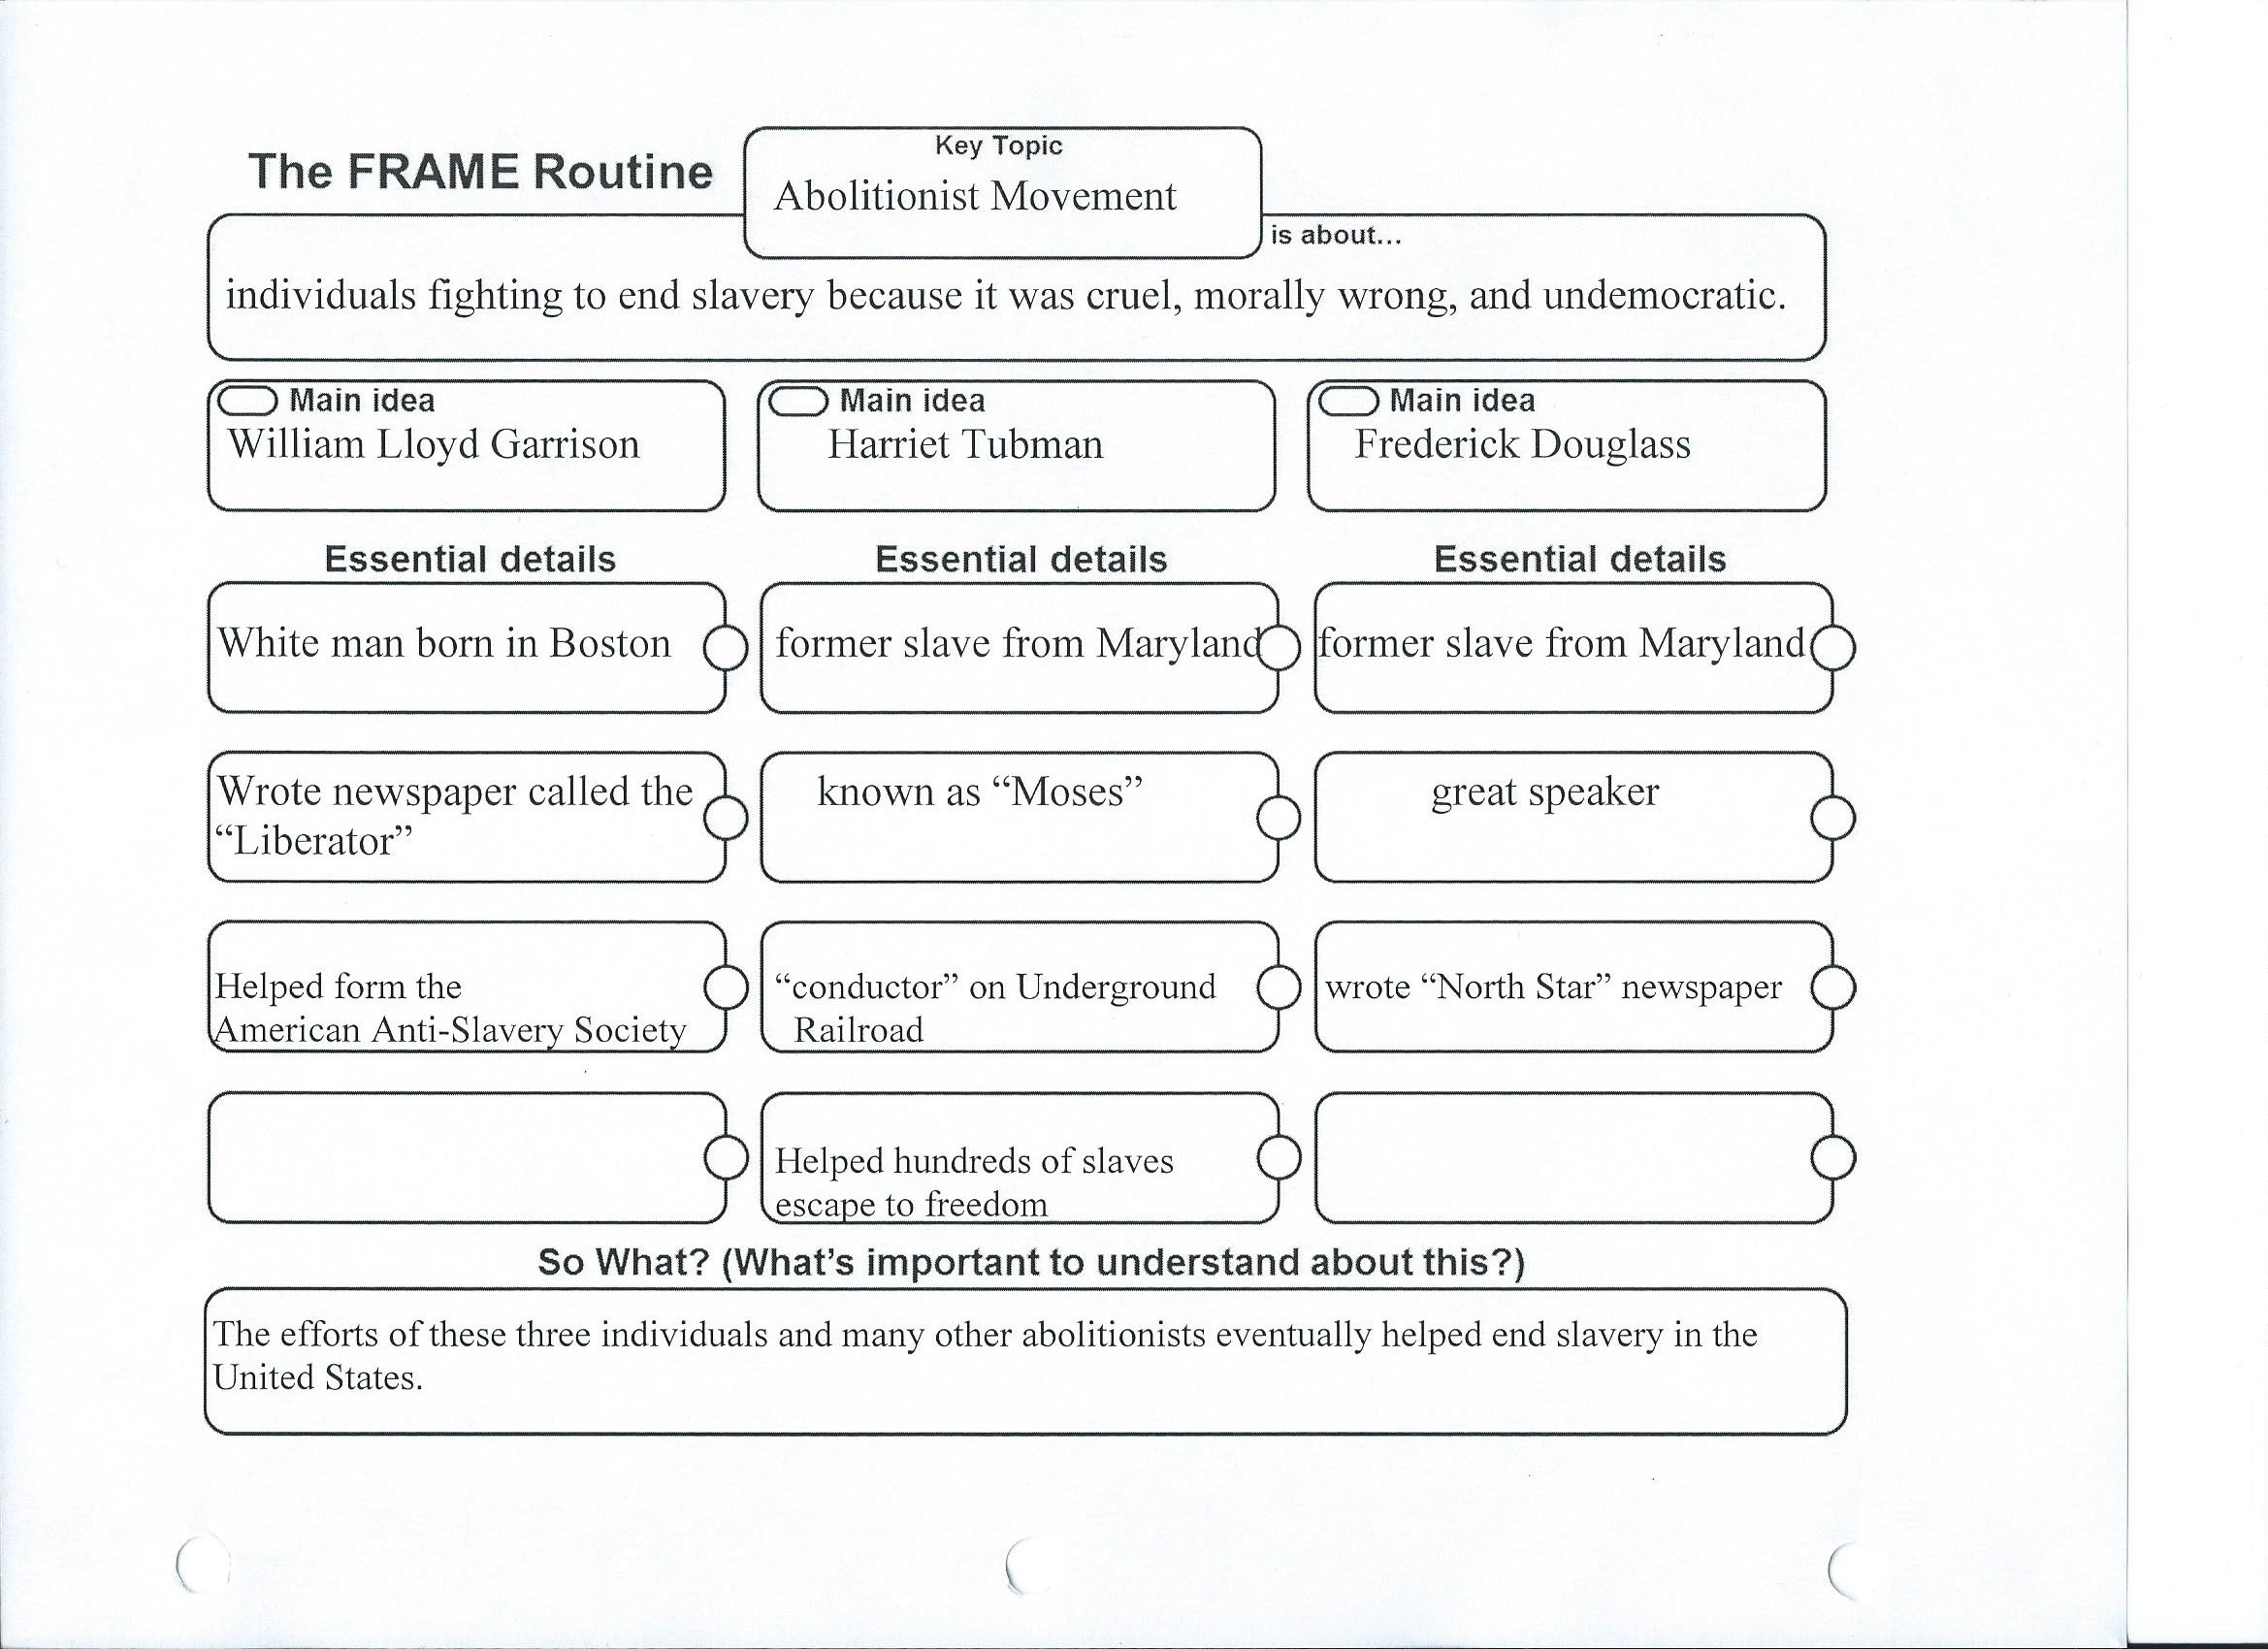 The FRAME Routine
Key Topic
Abolitionist Movement
is about...
individuals fighting to end slavery because it was cruel, morally wrong, and undemocratic.
Main idea
William Lloyd Garrison
Main idea
Harriet Tubman
Main idea
Frederick Douglass
Essential details
Essential details
Essential details
White man born in Boston
former slave from Maryland
former slave from Maryland
Wrote newspaper called the
“Liberator”
known as “Moses”
great speaker
Helped form the
American Anti-Slavery Society
“conductor” on Underground
Railroad
wrote “North Star” newspaper
Helped hundreds of slaves
escape to freedom
So What? (What’s important to understand about this?)
The efforts of these three individuals and many other abolitionists eventually helped end slavery in the
United States.